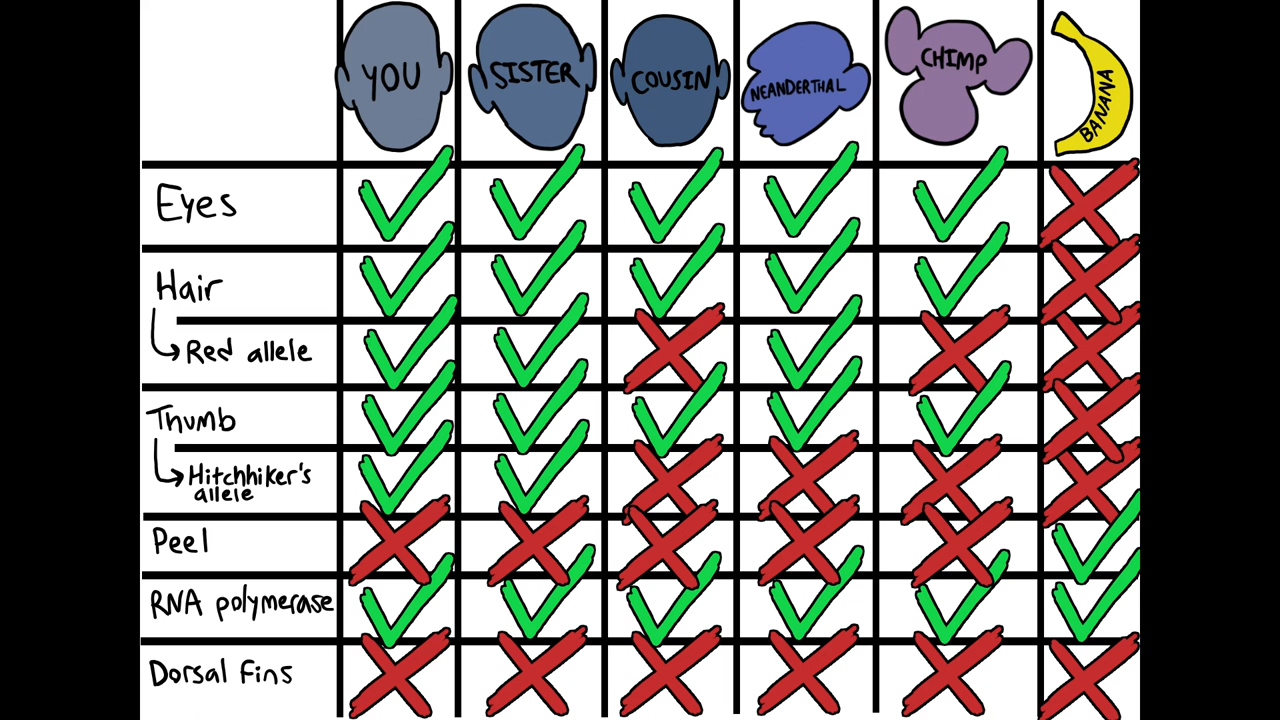 YOU
SISTER
COUSIN
NEANDERTHAL
CHIMP
BANANA
Eyes
Hair
Red allele
Thumb
Hitchhiker's
allele
Peel
RNA polymerase
Dorsal Fins